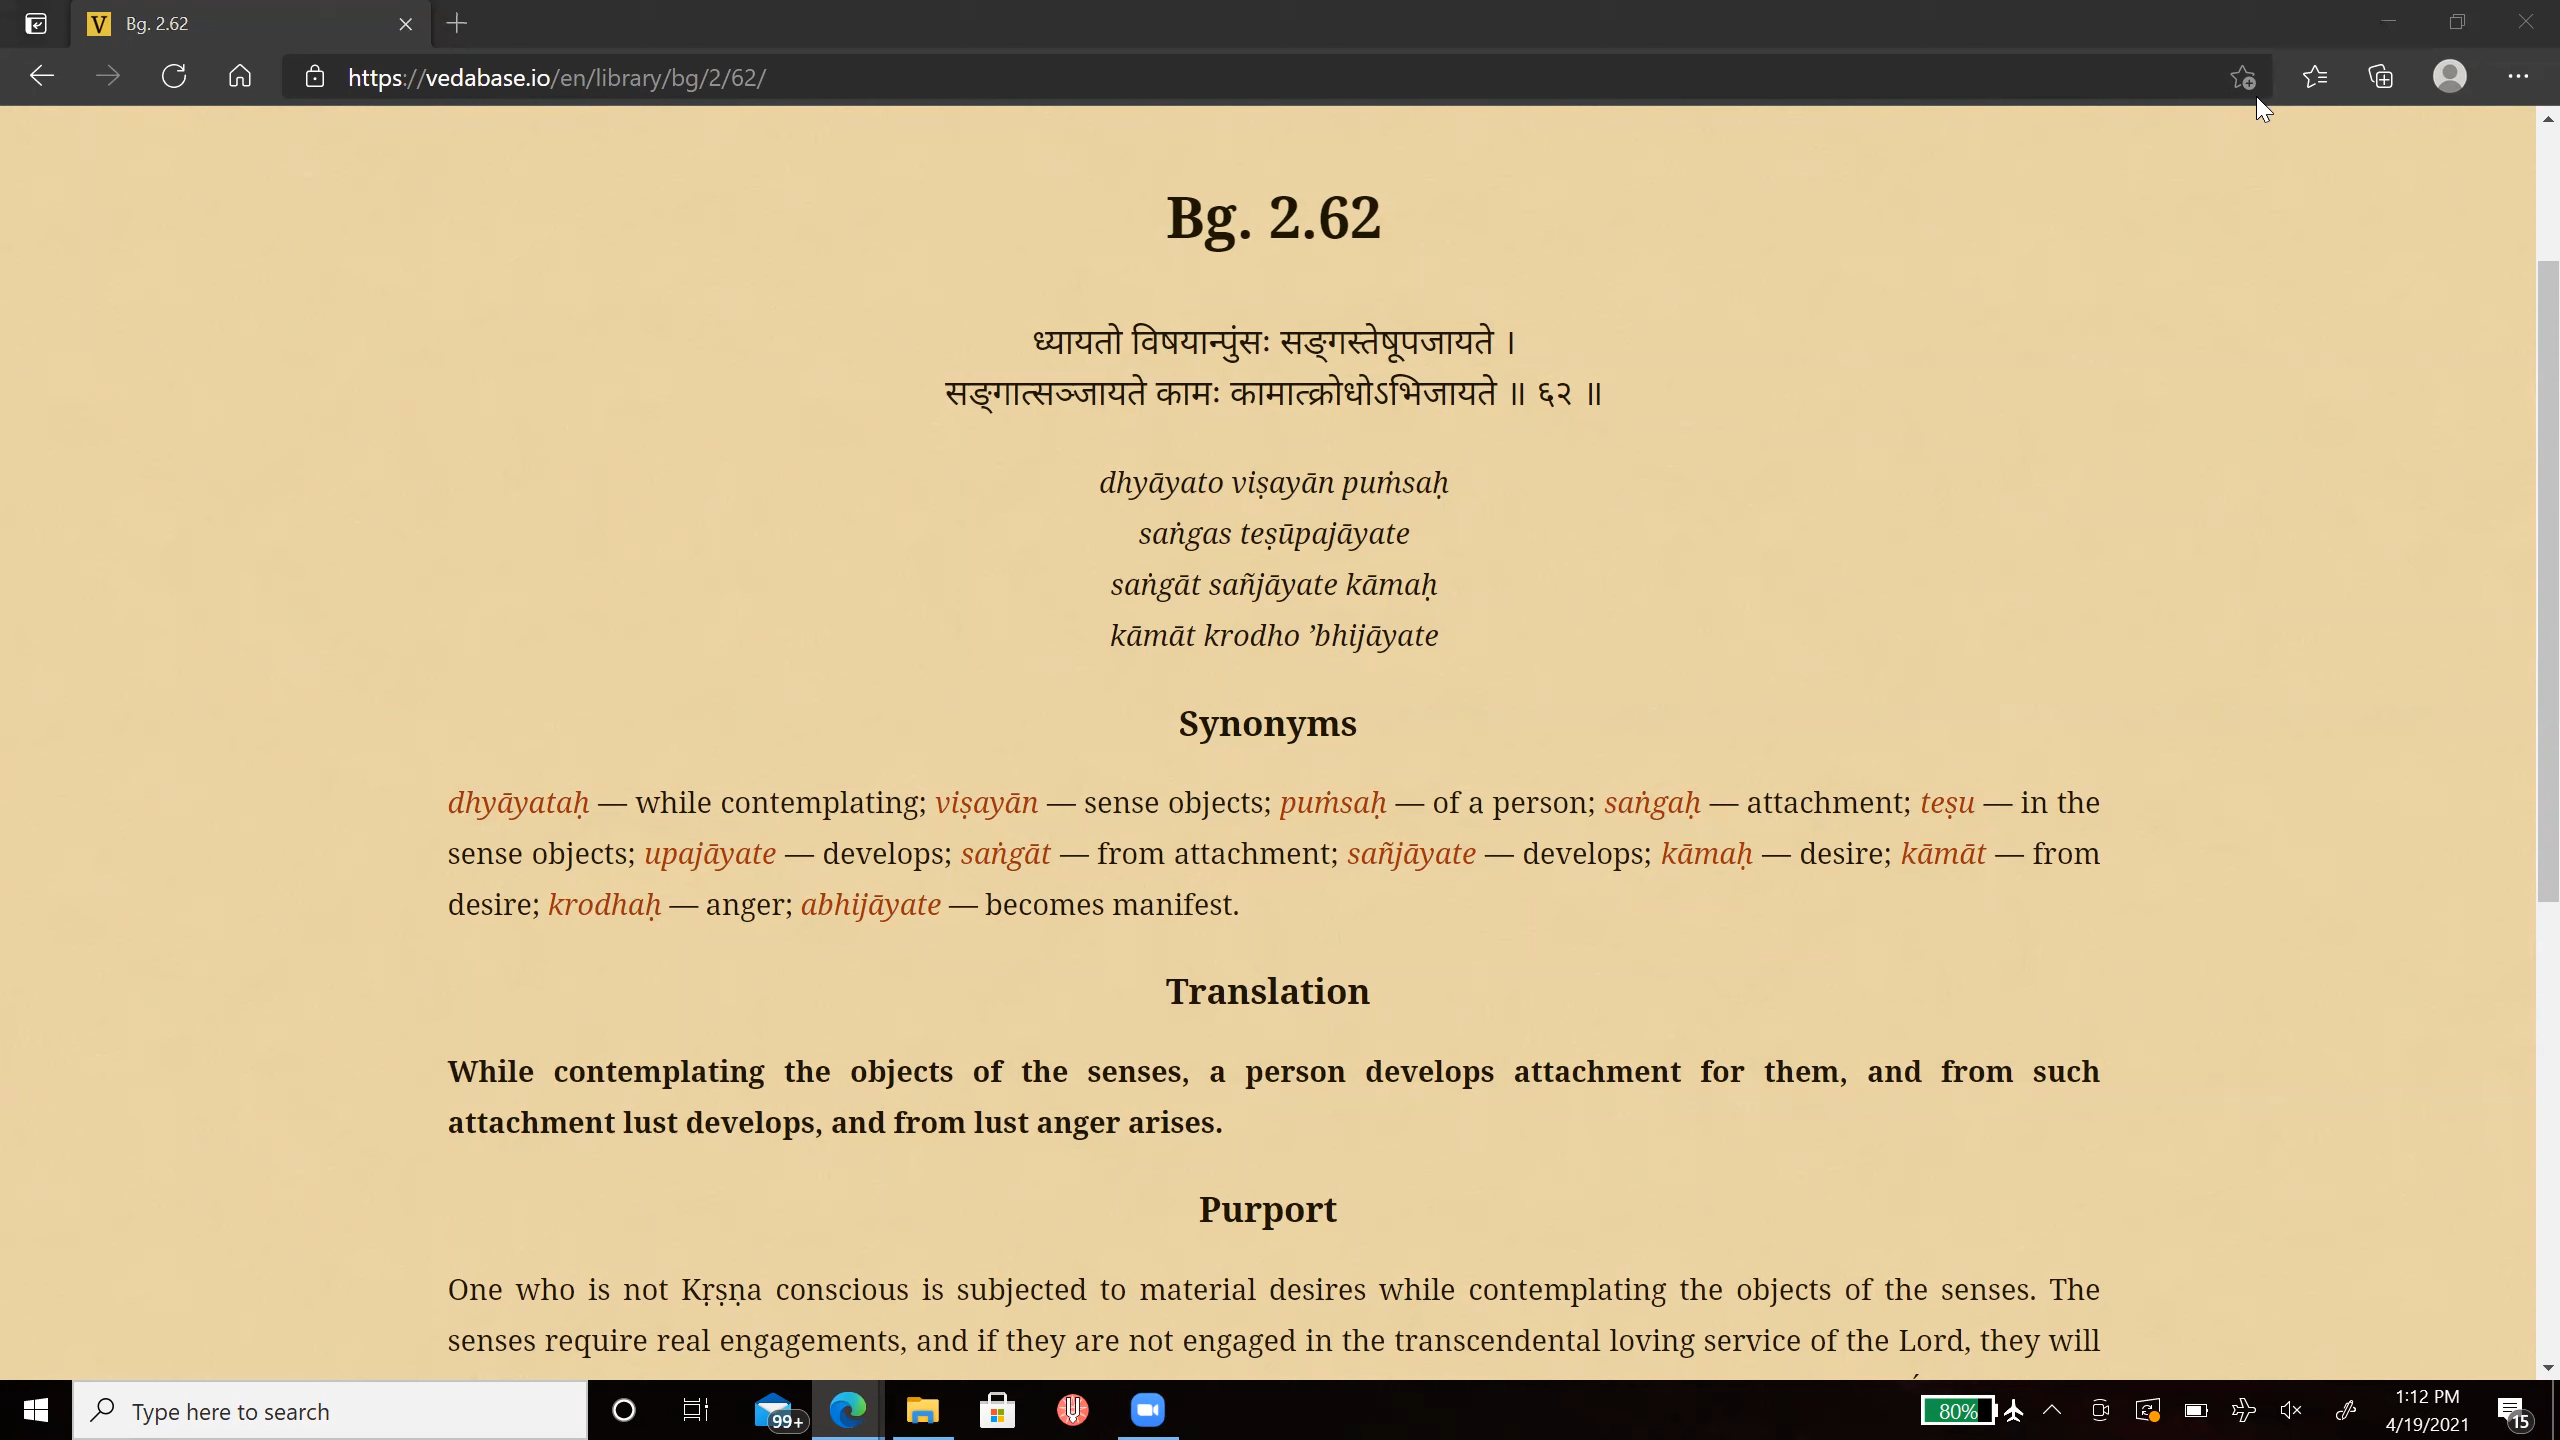 Bg. 2.62
https://vedabase.io/en/library/bg/2/62/
Bg. 2.62
ध्यायतो विषयान्पुंसः सङ्गस्तेषूपजायते ।
सङ्गात्सञ्जायते कामः कामात्क्रोधोऽभिजायते ॥ ६२ ॥
dhyāyato viṣayān puṁsaḥ
saṅgas teṣūpajāyate
saṅgāt sañjāyate kāmaḥ
kāmāt krodho ’bhijāyate
Synonyms
dhyāyataḥ — while contemplating; viṣayān — sense objects; puṁsaḥ — of a person; saṅgaḥ — attachment; teṣu — in the
sense objects; upajāyate — develops; saṅgāt — from attachment; sañjāyate — develops; kāmaḥ — desire; kāmāt — from
desire; krodhaḥ — anger; abhijāyate — becomes manifest.
Translation
While contemplating the objects of the senses, a person develops attachment for them, and from such
attachment lust develops, and from lust anger arises.
Purport
One who is not Kṛṣṇa conscious is subjected to material desires while contemplating the objects of the senses. The
senses require real engagements, and if they are not engaged in the transcendental loving service of the Lord, they will
Type here to search
99+
80%
1:12 PM
4/19/2021
15